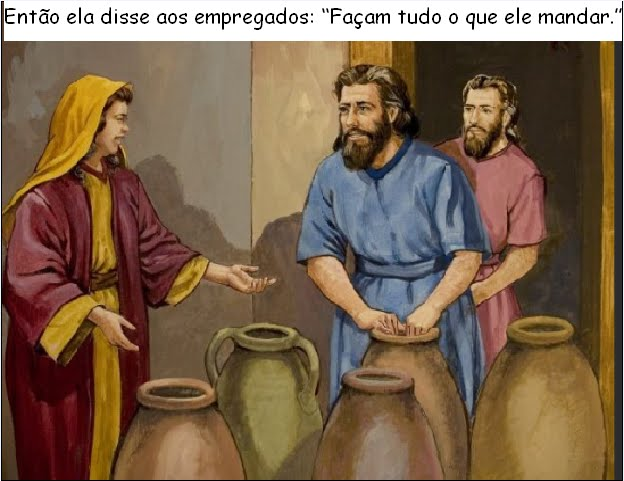 Então ela disse aos empregados: “Façam tudo o que ele mandar.”